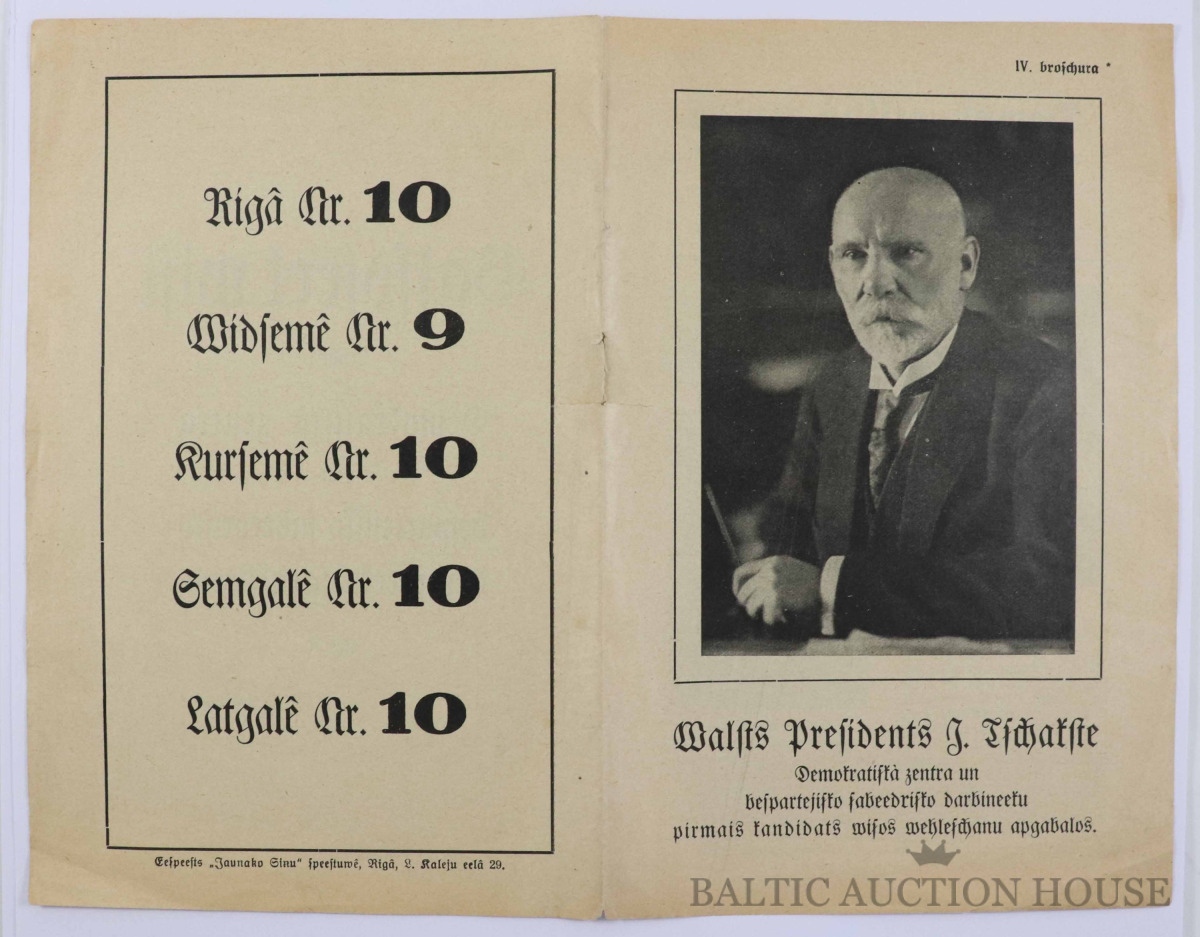 Rigâ Nr. 10
Widſemê Nr. 9
Kurſemê Nr. 10
Semgalê Nr. 10
Latgalê Nr. 10
Eeſpeeſts „Jaunako Siņu“ ſpeeſtuwê, Rigâ, L. Kaleju eelâ 29.
IV. broſchura *
Walſts Preſidents J. Tſchakſte
Demokratiſkà zentra un
beſpartejiſko ſabeedriſko darbineeku
pirmais kandidats wiſos wehleſchanu apgabalos.
BALTIC AUCTION HOUSE